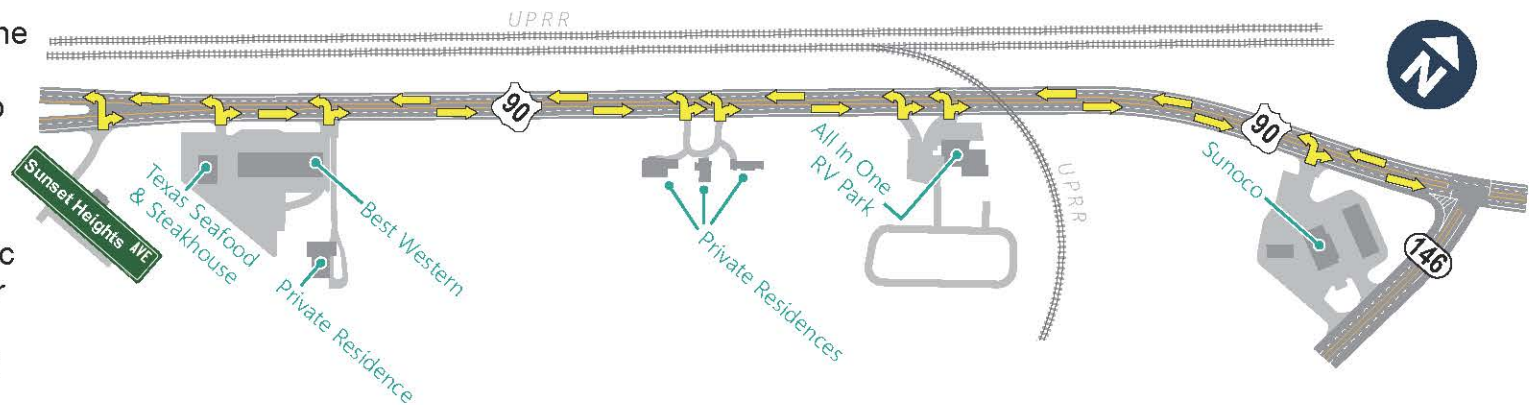 UPRR
ne
o
c
r
N
90
90
Sunset Heights AVE
Texas Seafood
& Steakhouse
Best Western
Private Residence
Private Residences
All In One
RV Park
UPRR
Sunoco
146